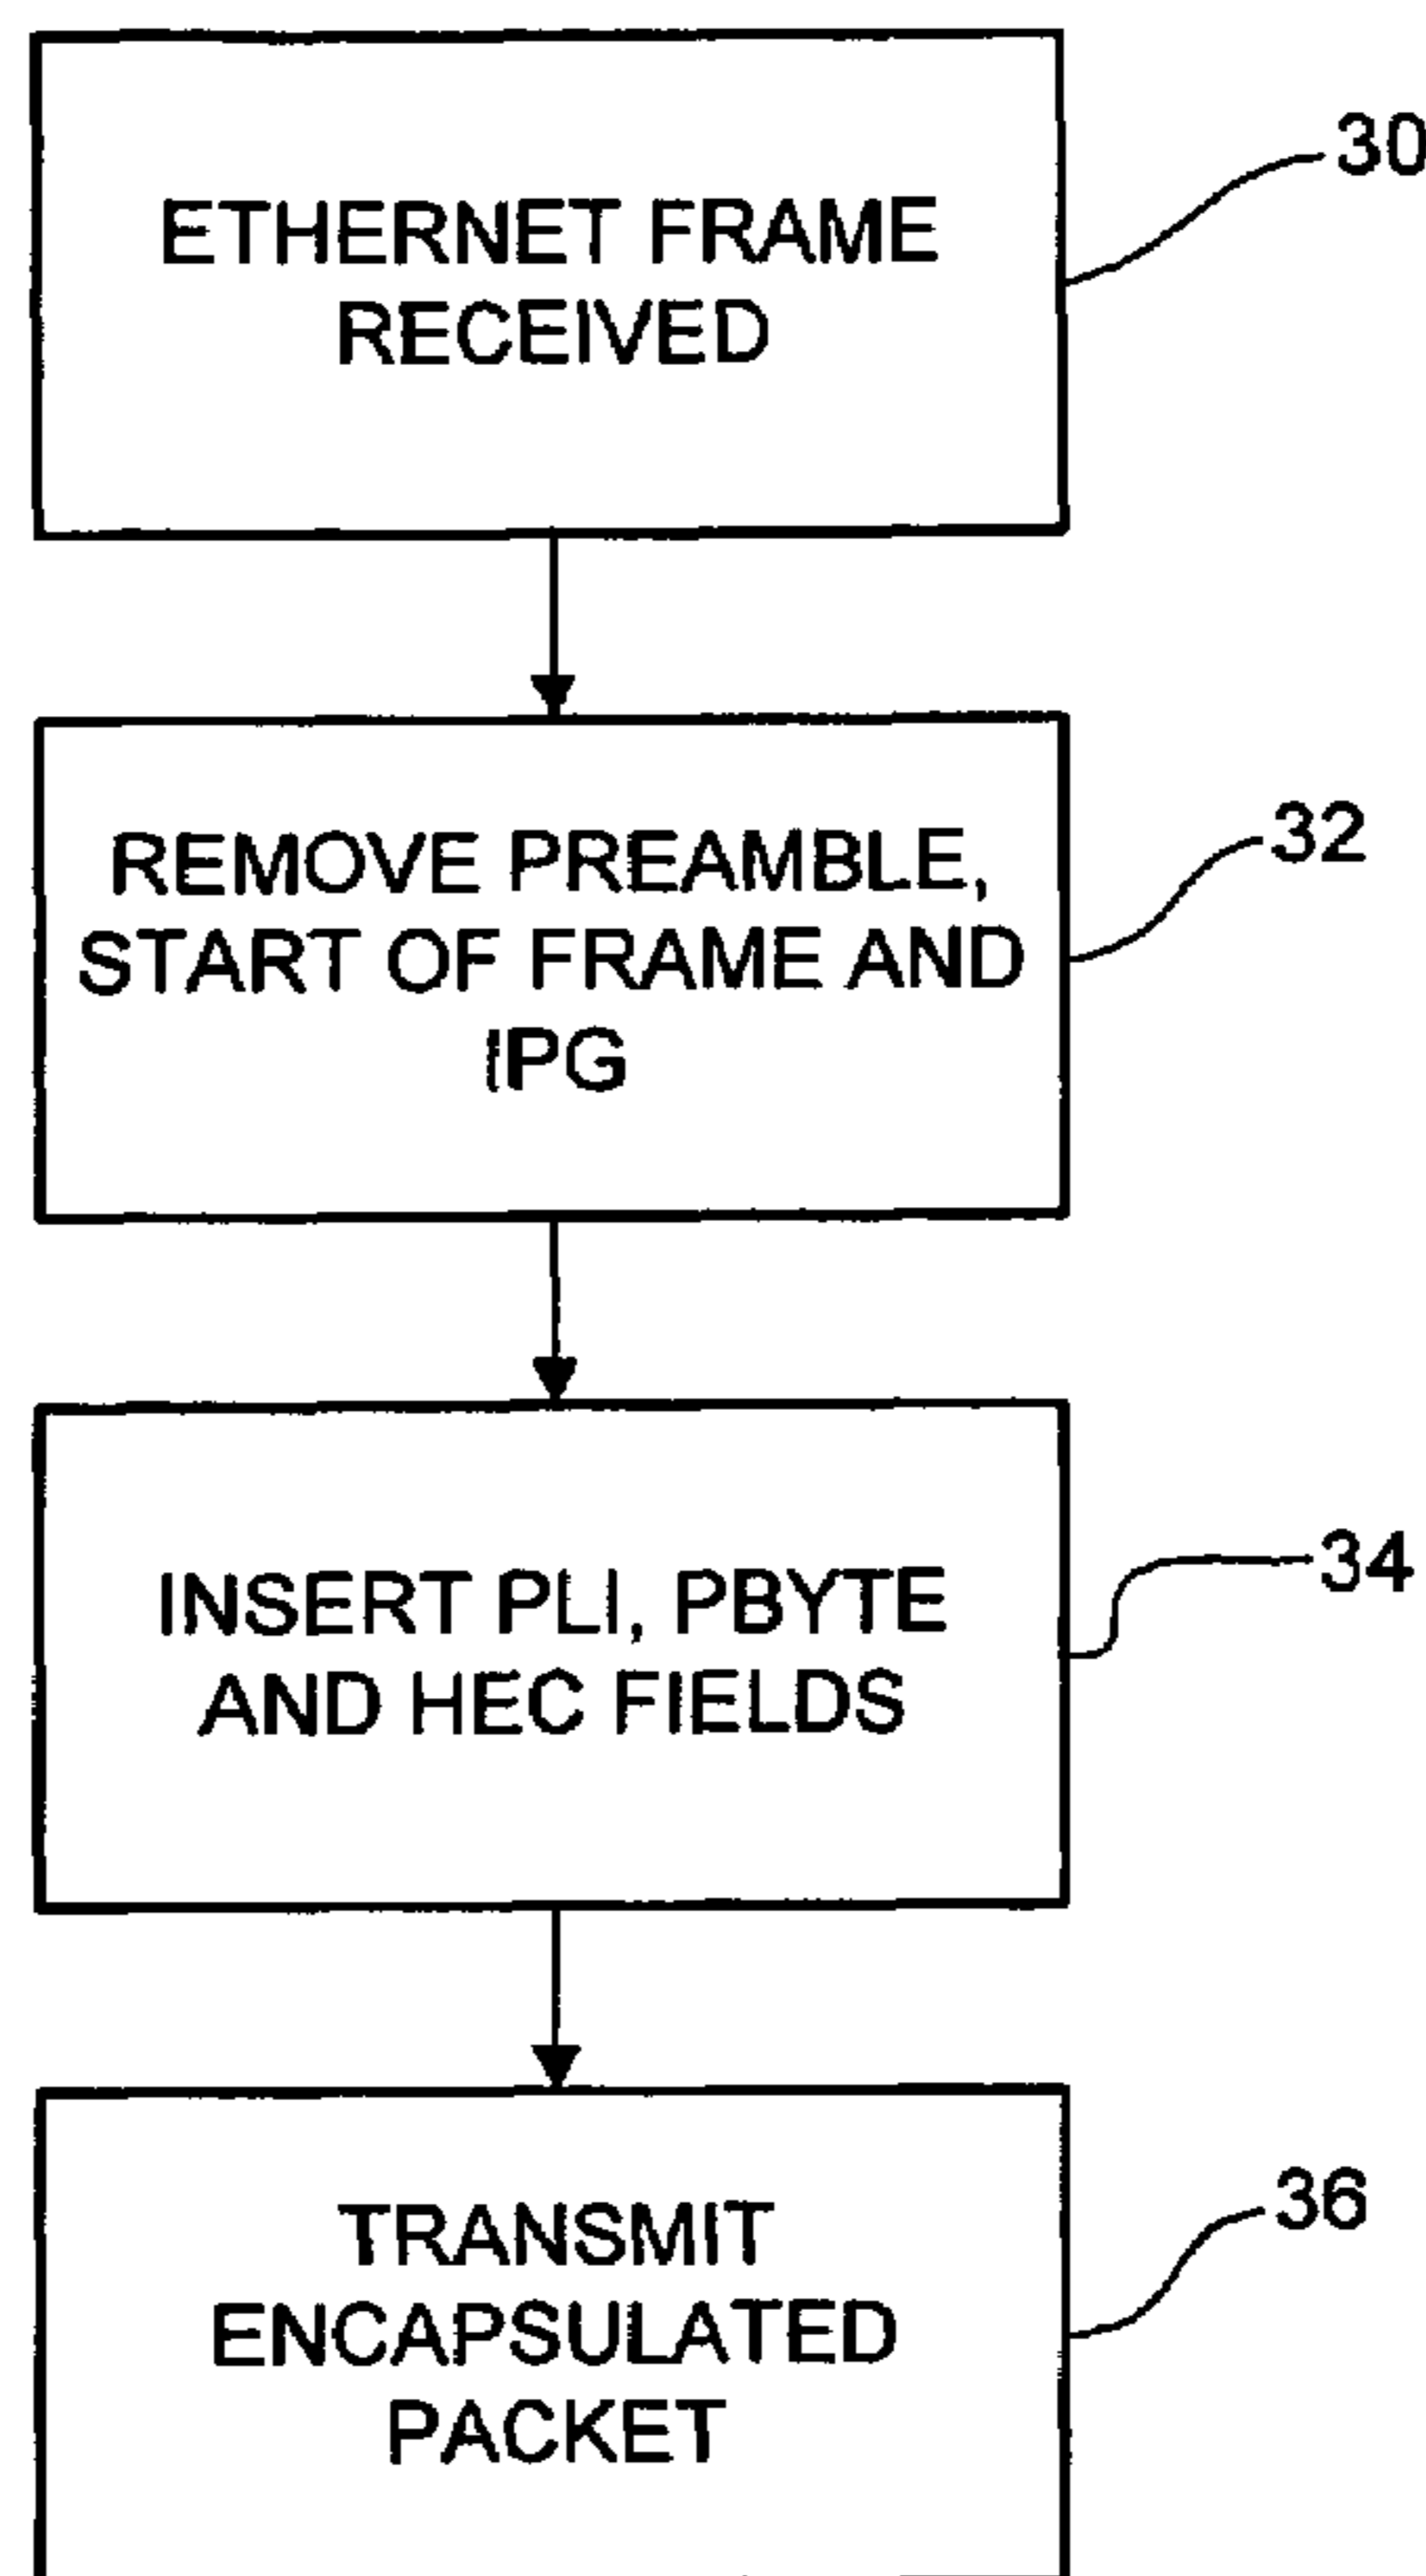 ETHERNET FRAME
RECEIVED
30
REMOVE PREAMBLE,
START OF FRAME AND
IPG
32
INSERT PLI, PBYTE
AND HEC FIELDS
34
TRANSMIT
ENCAPSULATED
PACKET
36